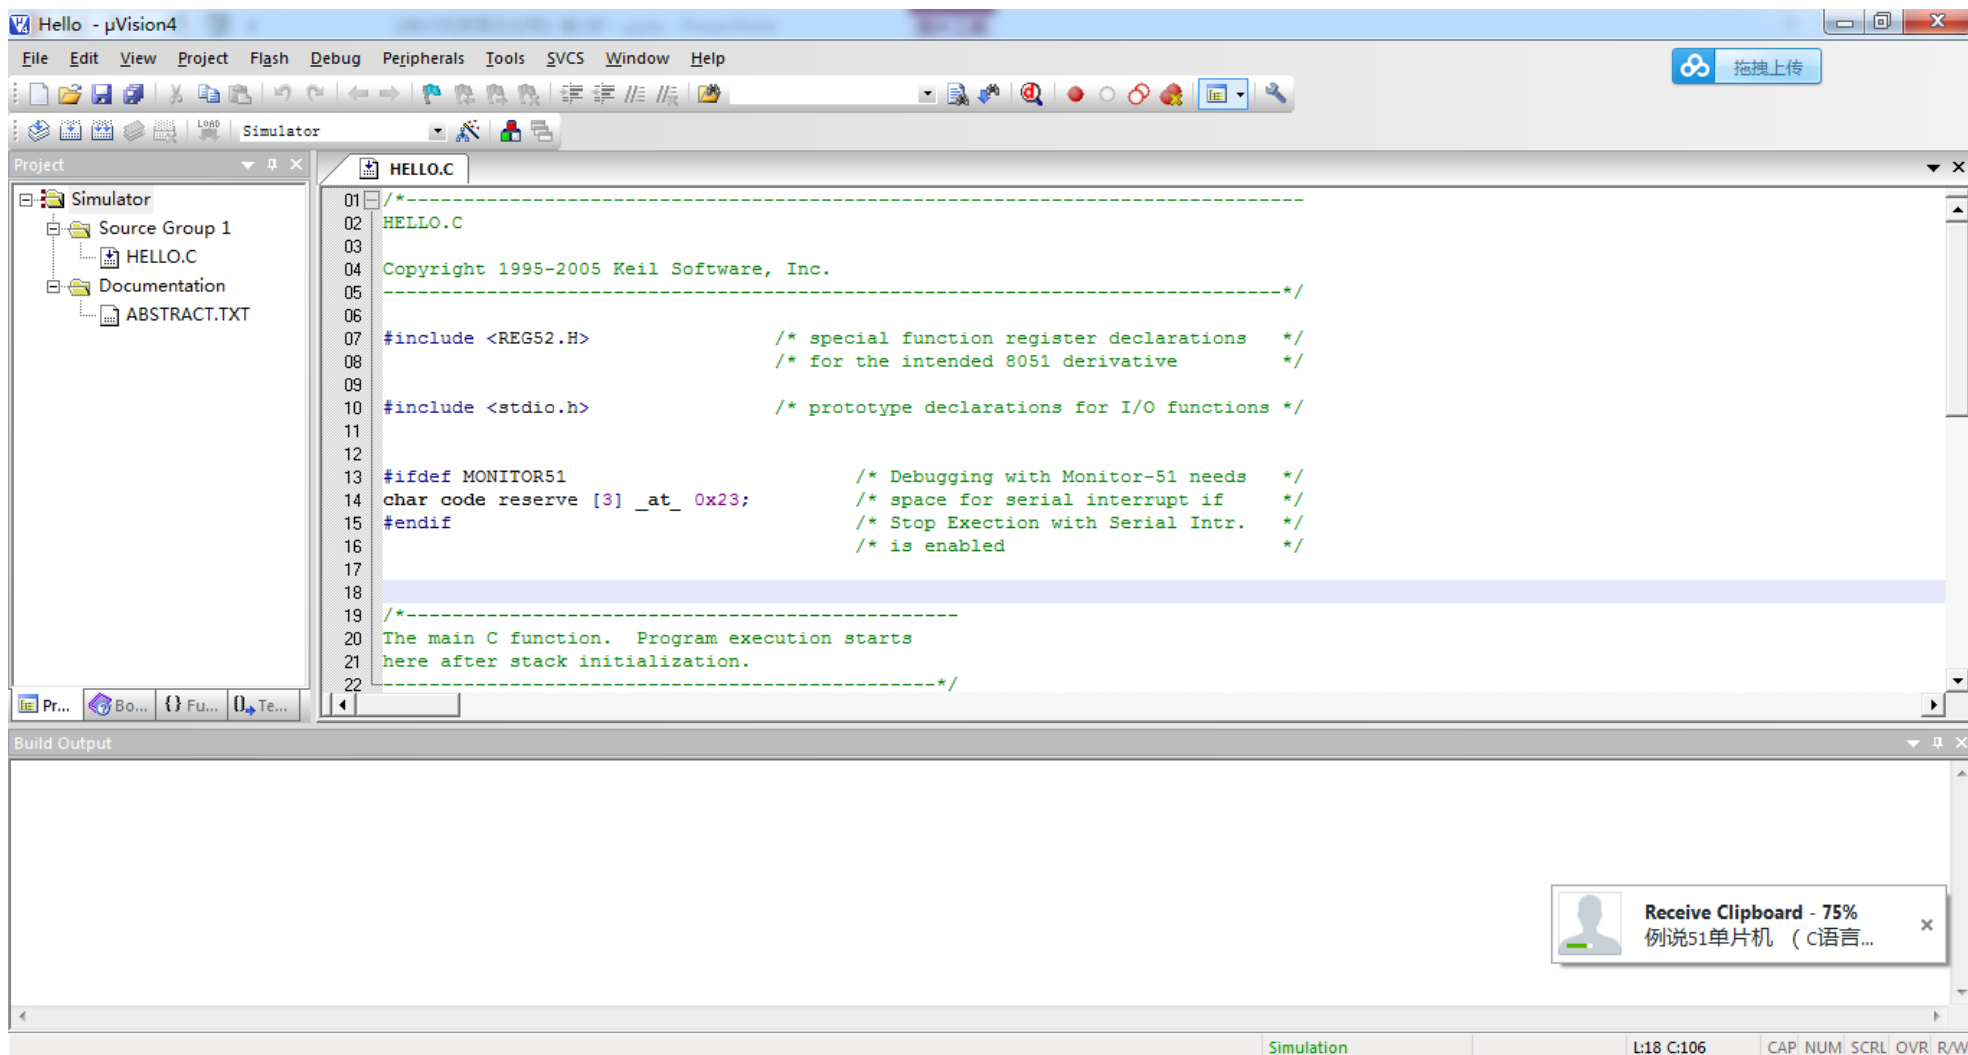 Hello - µVision4
File Edit View Project Flash Debug Peripherals Tools SVCS Window Help
拖拽上传
LOAD Simulator
Project
HELLO.C
Simulator
Source Group 1
HELLO.C
Documentation
ABSTRACT.TXT
01 /*------------------------------------------------------------------------------
02 HELLO.C
03
04 Copyright 1995-2005 Keil Software, Inc.
05 ------------------------------------------------------------------------------*/
06
07 #include <REG52.H> /* special function register declarations */
08 /* for the intended 8051 derivative */
09
10 #include <stdio.h> /* prototype declarations for I/O functions */
11
12
13 #ifdef MONITOR51 /* Debugging with Monitor-51 needs */
14 char code reserve [3] _at_ 0x23; /* space for serial interrupt if */
15 #endif /* Stop Exection with Serial Intr. */
16 /* is enabled */
17
18
19 /*------------------------------------------------
20 The main C function. Program execution starts
21 here after stack initialization.
22 ------------------------------------------------*/
Pr... Bo... {} Fu... 0 Te...
Build Output
Receive Clipboard - 75%
例说51单片机 （C语言...
Simulation L:18 C:106 CAP NUM SCRL OVR R/W